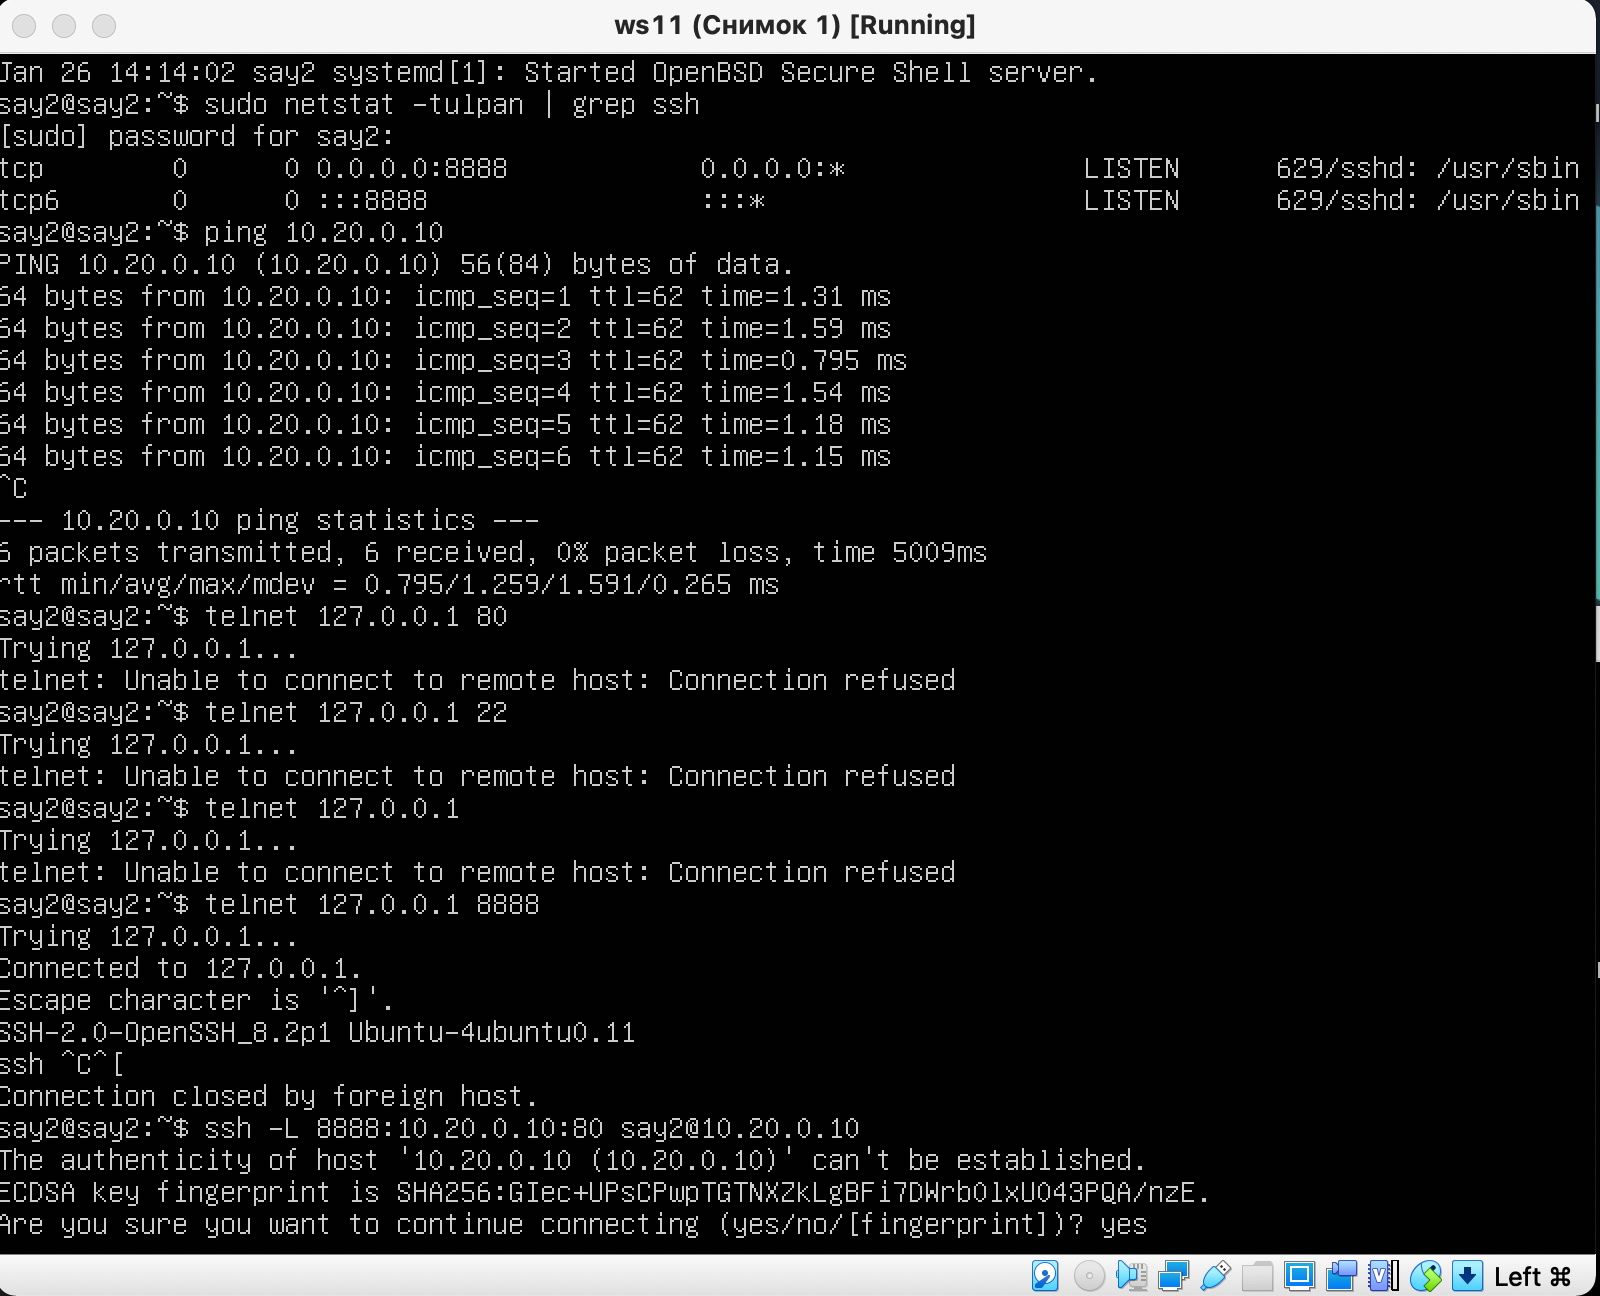 ws11 (Снимок 1) [Running]
Jan 26 14:14:02 say2 systemd[1]: Started OpenBSD Secure Shell server.
say2@say2:~$ sudo netstat -tulpan | grep ssh
[sudo] password for say2:
tcp        0      0 0.0.0.0:8888            0.0.0.0:*               LISTEN      629/sshd: /usr/sbin
tcp6       0      0 :::8888                 :::*                    LISTEN      629/sshd: /usr/sbin
say2@say2:~$ ping 10.20.0.10
PING 10.20.0.10 (10.20.0.10) 56(84) bytes of data.
64 bytes from 10.20.0.10: icmp_seq=1 ttl=62 time=1.31 ms
64 bytes from 10.20.0.10: icmp_seq=2 ttl=62 time=1.59 ms
64 bytes from 10.20.0.10: icmp_seq=3 ttl=62 time=0.795 ms
64 bytes from 10.20.0.10: icmp_seq=4 ttl=62 time=1.54 ms
64 bytes from 10.20.0.10: icmp_seq=5 ttl=62 time=1.18 ms
64 bytes from 10.20.0.10: icmp_seq=6 ttl=62 time=1.15 ms
^C
--- 10.20.0.10 ping statistics ---
6 packets transmitted, 6 received, 0% packet loss, time 5009ms
rtt min/avg/max/mdev = 0.795/1.259/1.591/0.265 ms
say2@say2:~$ telnet 127.0.0.1 80
Trying 127.0.0.1...
telnet: Unable to connect to remote host: Connection refused
say2@say2:~$ telnet 127.0.0.1 22
Trying 127.0.0.1...
telnet: Unable to connect to remote host: Connection refused
say2@say2:~$ telnet 127.0.0.1
Trying 127.0.0.1...
telnet: Unable to connect to remote host: Connection refused
say2@say2:~$ telnet 127.0.0.1 8888
Trying 127.0.0.1...
Connected to 127.0.0.1.
Escape character is '^]'.
SSH-2.0-OpenSSH_8.2p1 Ubuntu-4ubuntu0.11
ssh ^C^[
Connection closed by foreign host.
say2@say2:~$ ssh -L 8888:10.20.0.10:80 say2@10.20.0.10
The authenticity of host '10.20.0.10 (10.20.0.10)' can't be established.
ECDSA key fingerprint is SHA256:GIec+UPsCPwpTGTNXZkLgBFi7DWrbOlxUO43PQA/nzE.
Are you sure you want to continue connecting (yes/no/[fingerprint])? yes
Left ⌘